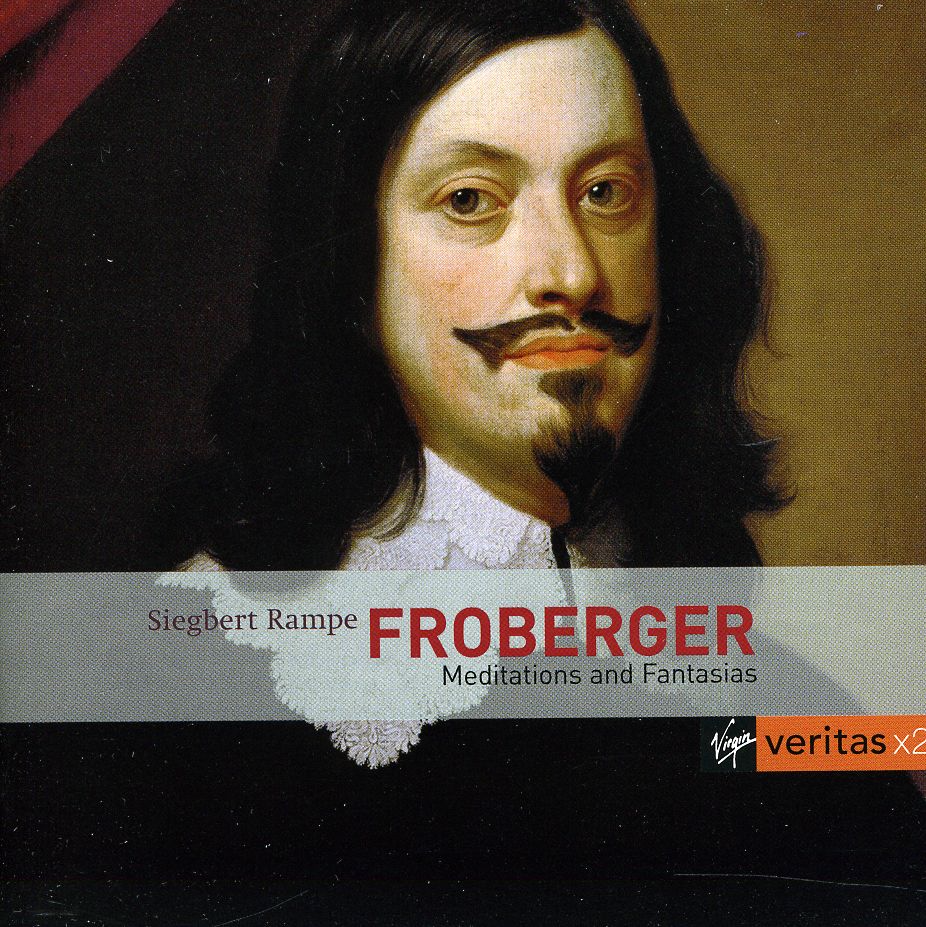 Siegbert Rampe FROBERGER
Meditations and Fantasias
Virgin veritas x2